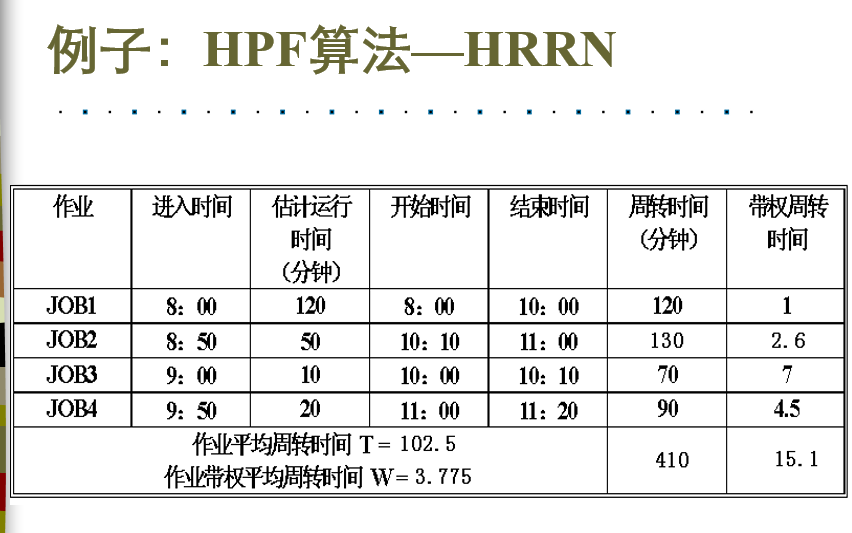 例子：HPF算法—HRRN
作业 进入时间 估计运行时间（分钟） 开始时间 结束时间 周转时间（分钟） 带权周转时间
JOB1 8：00 120 8：00 10：00 120 1
JOB2 8：50 50 10：10 11：00 130 2.6
JOB3 9：00 10 10：00 10：10 70 7
JOB4 9：50 20 11：00 11：20 90 4.5
作业平均周转时间 T = 102.5
作业带权平均周转时间 W = 3.775
410 15.1